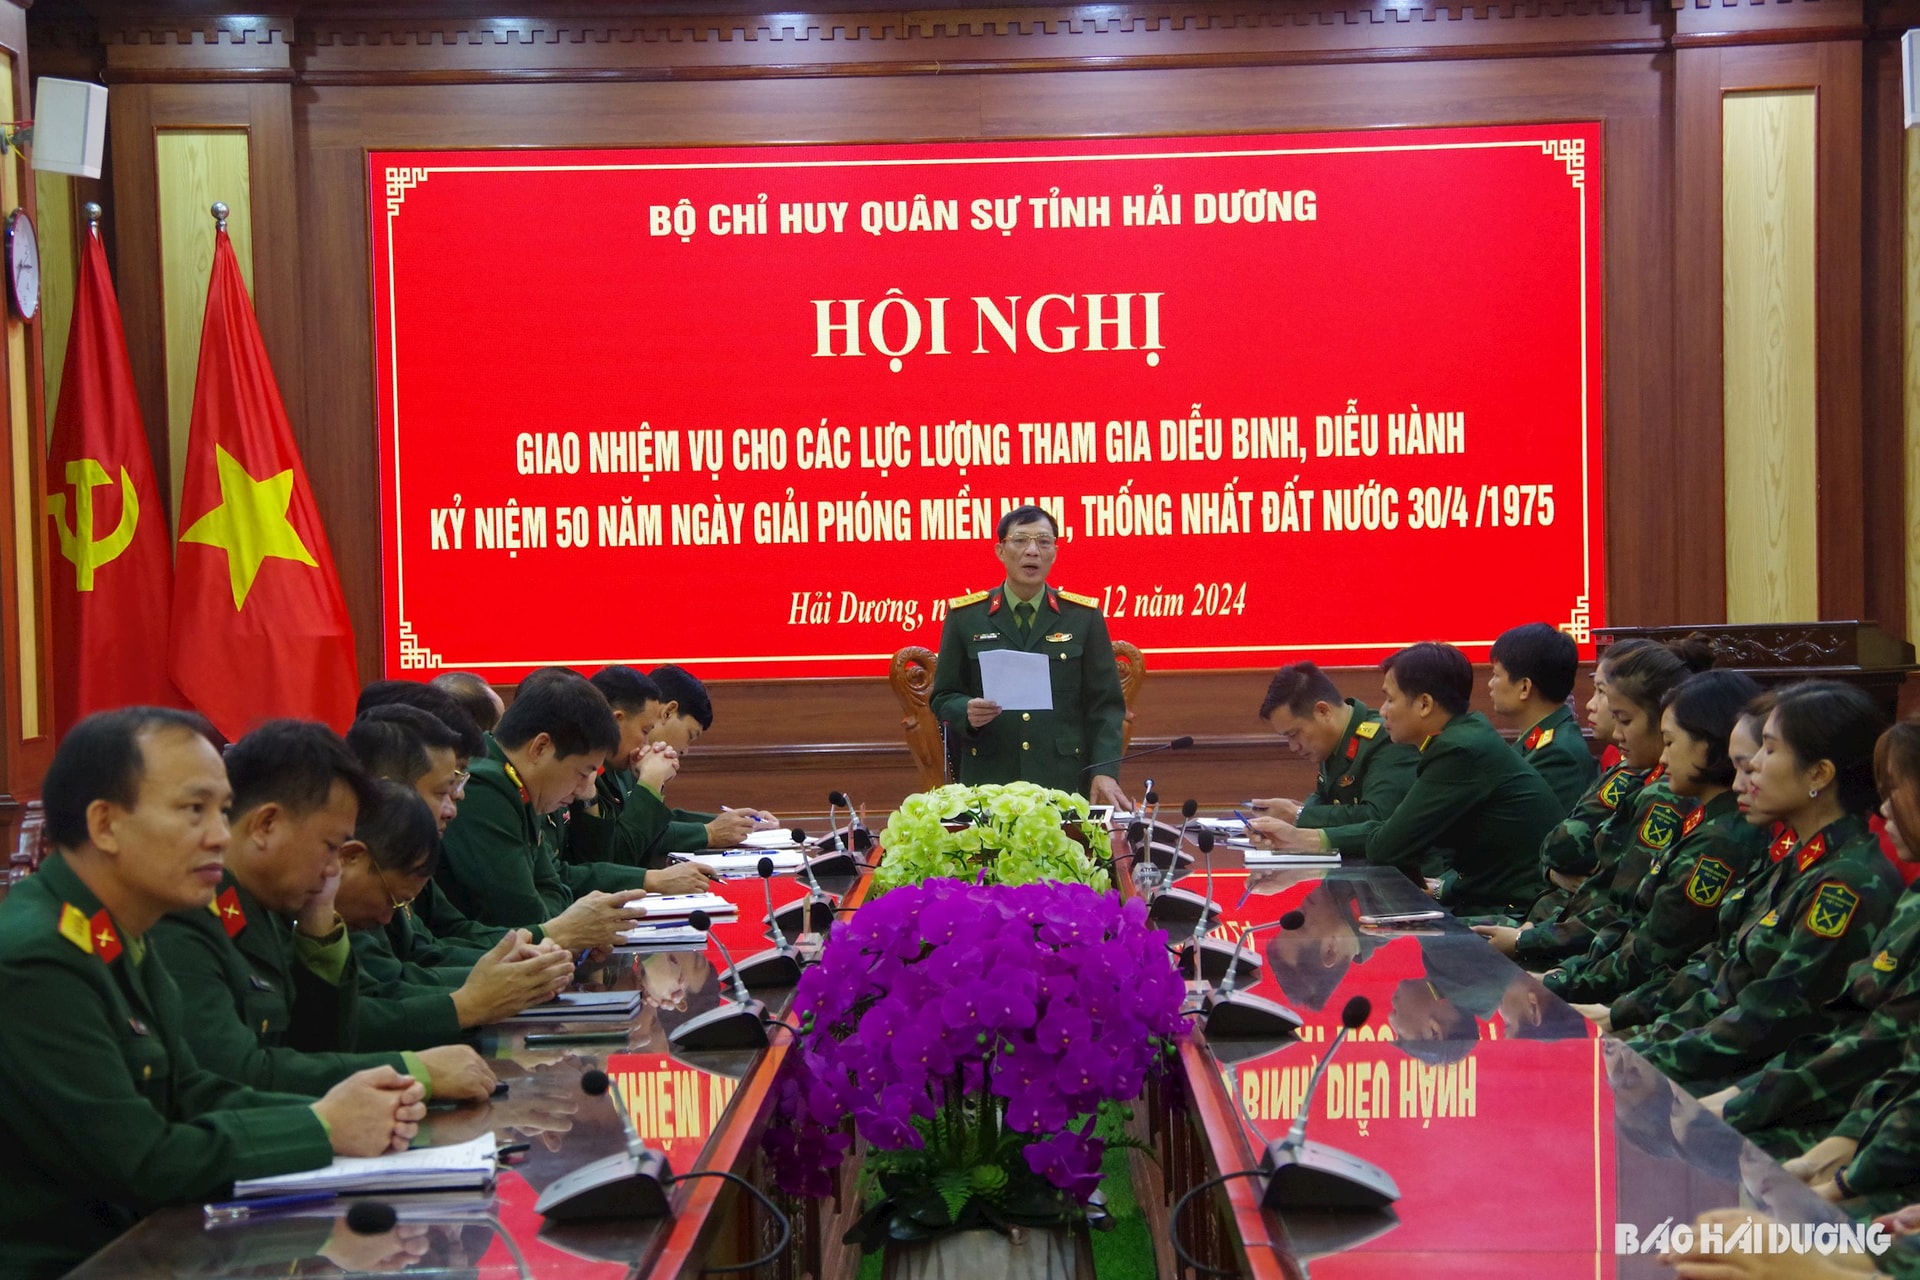 BỘ CHỈ HUY QUÂN SỰ TỈNH HẢI DƯƠNG
HỘI NGHỊ
GIAO NHIỆM VỤ CHO CÁC LỰC LƯỢNG THAM GIA DIỄU BINH, DIỄU HÀNH
KỶ NIỆM 50 NĂM NGÀY GIẢI PHÓNG MIỀN NAM, THỐNG NHẤT ĐẤT NƯỚC 30/4 /1975
Hải Dương, 12 năm 2024
BÁO HẢI DƯƠNG